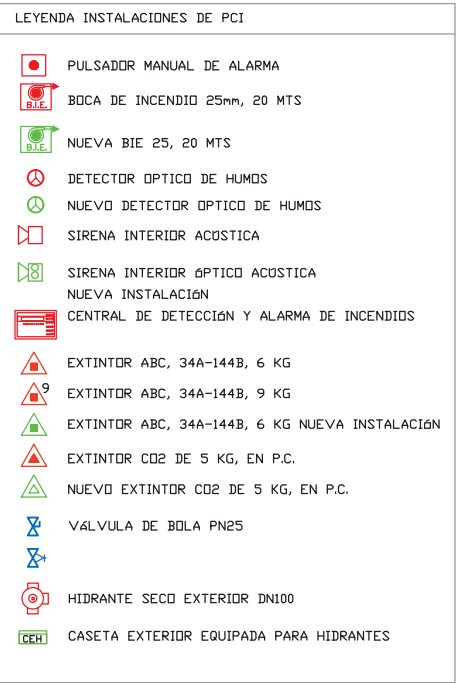 LEYENDA INSTALACIONES DE PCI
PULSADOR MANUAL DE ALARMA
B.I.E. BOCA DE INCENDIO 25mm, 20 MTS
B.I.E. NUEVA BIE 25, 20 MTS
DETECTOR OPTICO DE HUMOS
NUEVO DETECTOR OPTICO DE HUMOS
SIRENA INTERIOR ACÚSTICA
SIRENA INTERIOR óPTICO ACÚSTICA
NUEVA INSTALACIóN
CENTRAL DE DETECCIóN Y ALARMA DE INCENDIOS
EXTINTOR ABC, 34A-144B, 6 KG
9 EXTINTOR ABC, 34A-144B, 9 KG
EXTINTOR ABC, 34A-144B, 6 KG NUEVA INSTALACIóN
EXTINTOR CO2 DE 5 KG, EN P.C.
NUEVO EXTINTOR CO2 DE 5 KG, EN P.C.
VáLVULA DE BOLA PN25
HIDRANTE SECO EXTERIOR DN100
CEH CASETA EXTERIOR EQUIPADA PARA HIDRANTES